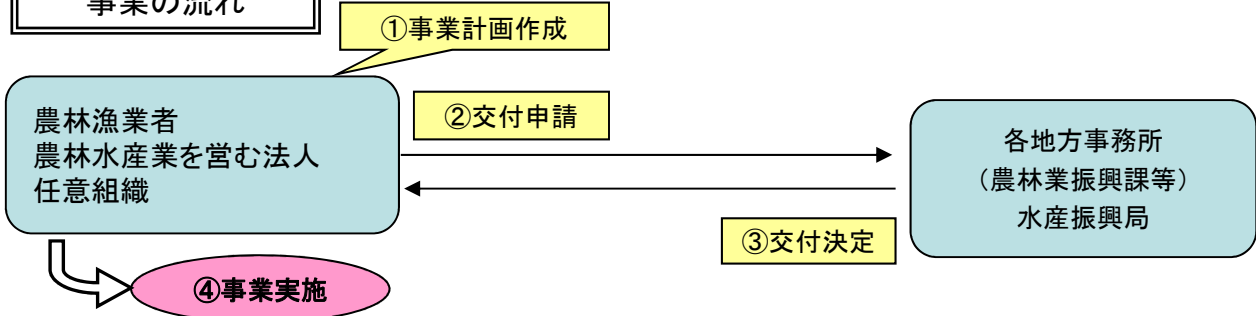 事業の流れ
①事業計画作成
農林漁業者
農林水産業を営む法人
任意組織
②交付申請
各地方事務所
（農林業振興課等）
水産振興局
③交付決定
④事業実施